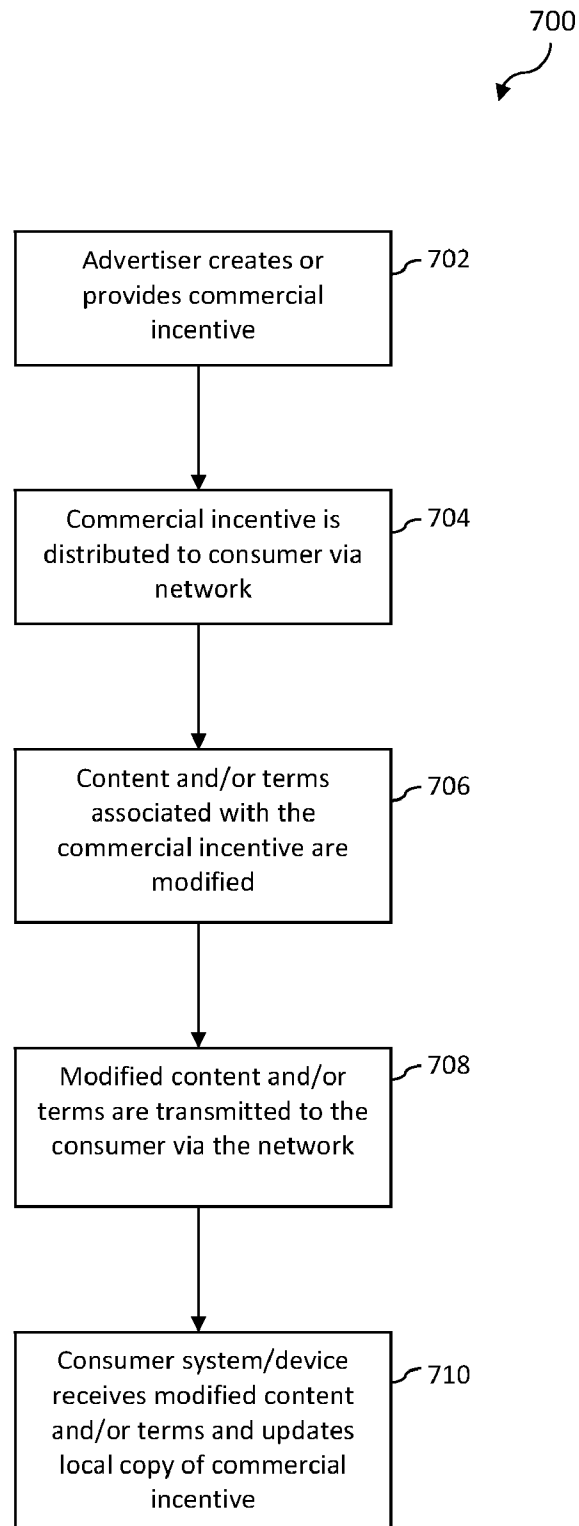 700
Advertiser creates or
provides commercial
incentive
702
Commercial incentive is
distributed to consumer via
network
704
Content and/or terms
associated with the
commercial incentive are
modified
706
Modified content and/or
terms are transmitted to the
consumer via the network
708
Consumer system/device
receives modified content
and/or terms and updates
local copy of commercial
incentive
710